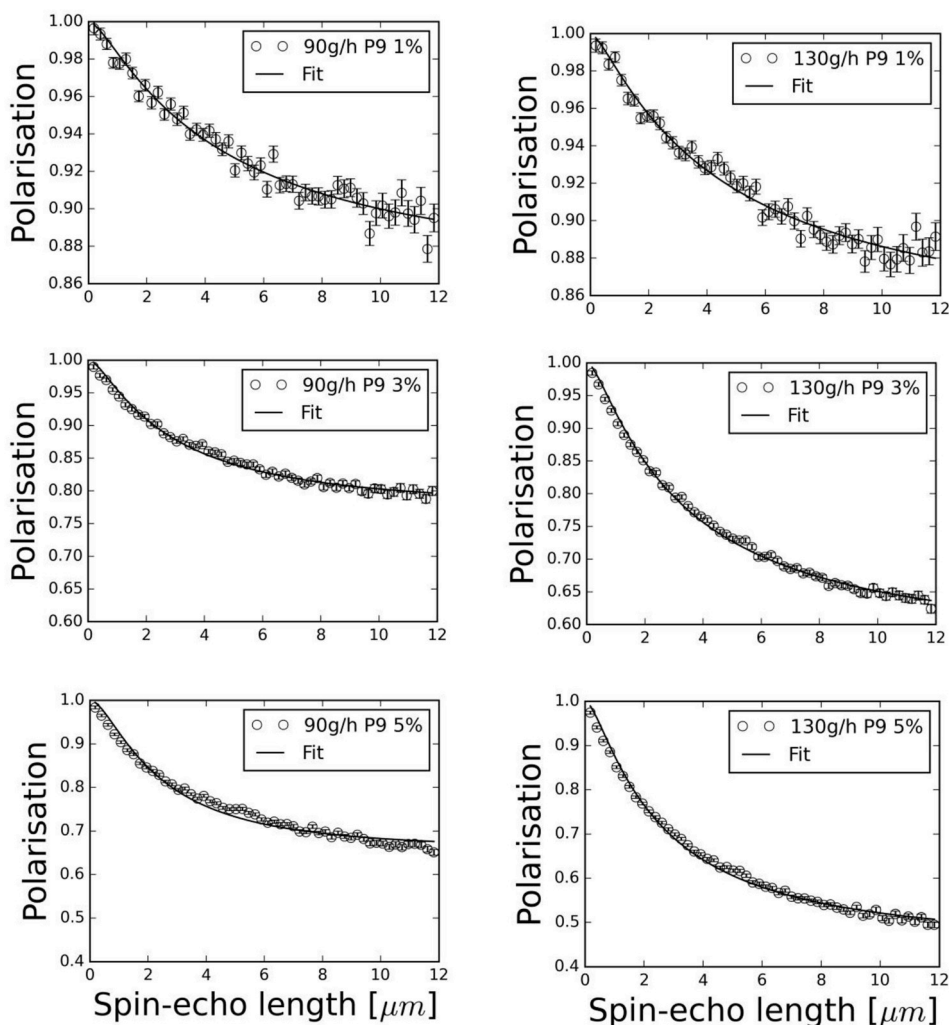 1.00
0.98
0.96
0.94
0.92
0.90
0.88
0.86
0 2 4 6 8 10 12
Polarisation
90g/h P9 1%
Fit
1.00
0.98
0.96
0.94
0.92
0.90
0.88
0.86
0 2 4 6 8 10 12
Polarisation
130g/h P9 1%
Fit
1.00
0.95
0.90
0.85
0.80
0.75
0.70
0.65
0.60
0 2 4 6 8 10 12
Polarisation
90g/h P9 3%
Fit
1.00
0.95
0.90
0.85
0.80
0.75
0.70
0.65
0.60
0 2 4 6 8 10 12
Polarisation
130g/h P9 3%
Fit
1.0
0.9
0.8
0.7
0.6
0.5
0.4
0 2 4 6 8 10 12
Polarisation
90g/h P9 5%
Fit
Spin-echo length [μm]
1.0
0.9
0.8
0.7
0.6
0.5
0.4
0 2 4 6 8 10 12
Polarisation
130g/h P9 5%
Fit
Spin-echo length [μm]